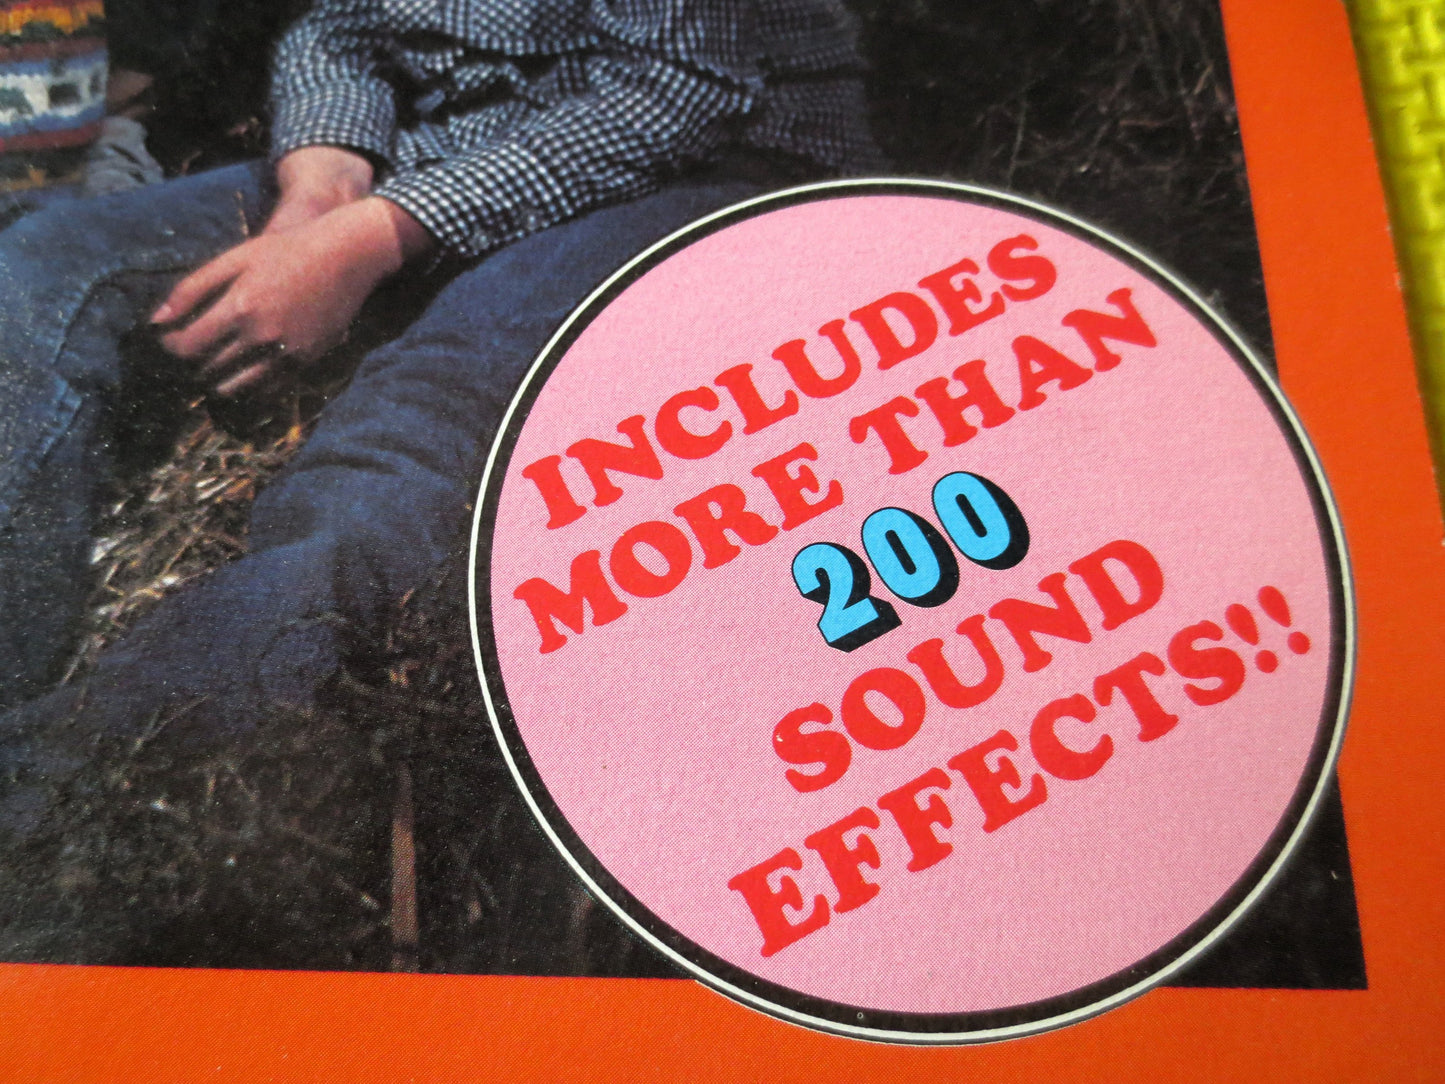 INCLUDES
MORE THAN
200
SOUND
EFFECTS!!